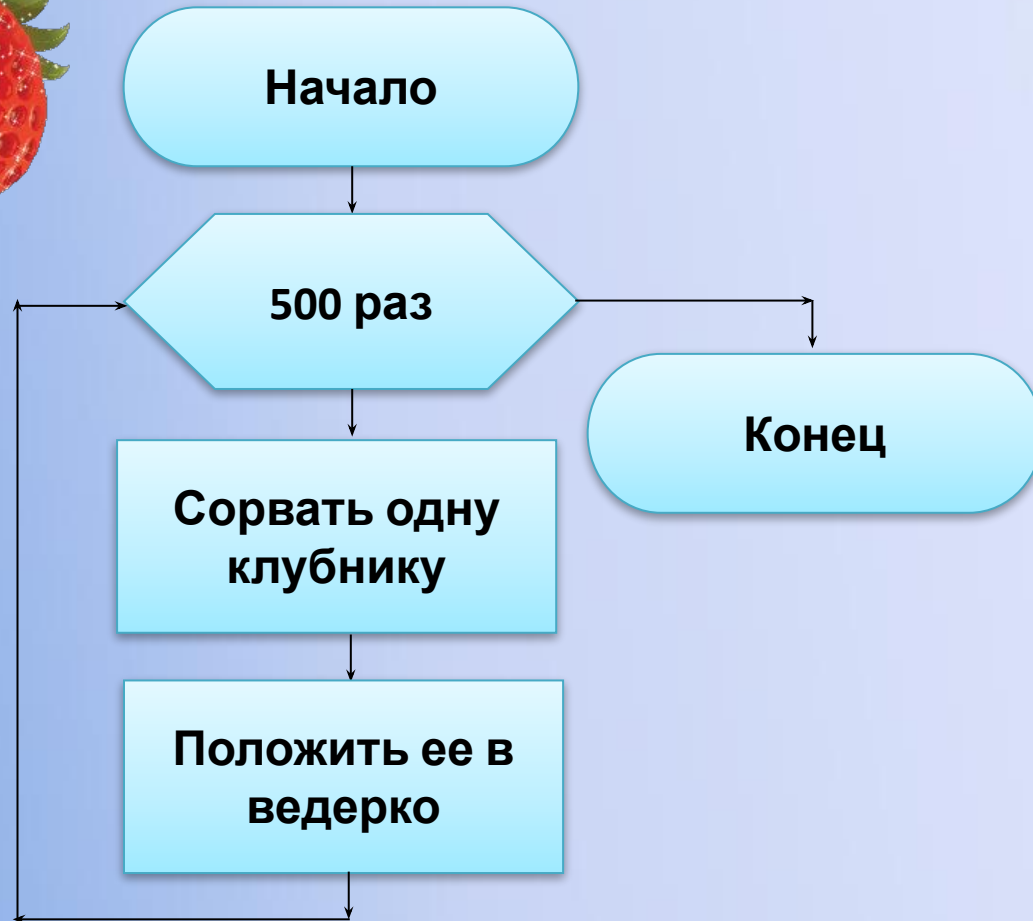 Начало
500 раз
Конец
Сорвать одну
клубнику
Положить ее в
ведерко